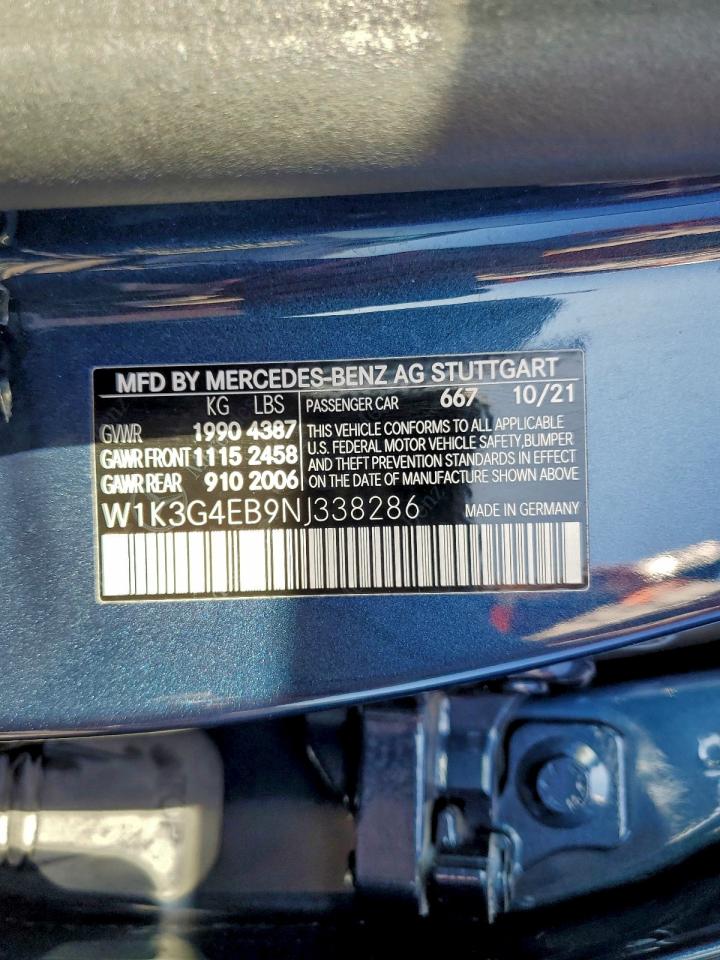 MFD BY MERCEDES-BENZ AG STUTTGART
KG LBS
GVWR 1990 4387
GAWR FRONT 1115 2458
GAWR REAR 910 2006
PASSENGER CAR 667 10/21
THIS VEHICLE CONFORMS TO ALL APPLICABLE
U.S. FEDERAL MOTOR VEHICLE SAFETY,BUMPER
AND THEFT PREVENTION STANDARDS IN EFFECT
ON THE DATE OF MANUFACTURE SHOWN ABOVE
W1K3G4EB9NJ338286 MADE IN GERMANY